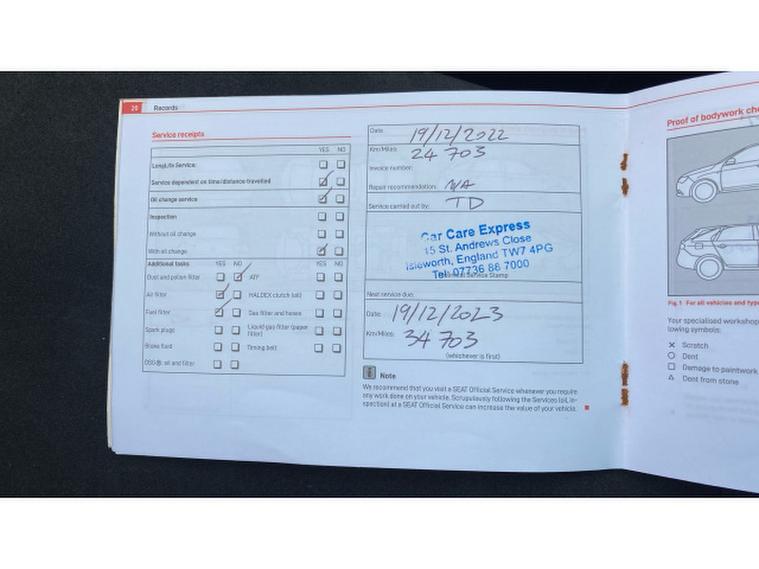 20 Records
Service receipts
YES NO
LongLife Service:
Service dependent on time/distance travelled
Oil change service
Inspection
Without oil change
With oil change
Additional tasks YES NO YES NO
Dust and pollen filter ATF
Air filter HALDEX clutch (oil)
Fuel filter Gas filter and hoses
Spark plugs Liquid gas filter (paper filter)
Brake fluid Timing belt
DSG®: oil and filter
Date: 19/12/2022
Km/Miles: 24 703
Invoice number:
Repair recommendation: N/A
Service carried out by: TD
Car Care Express
15 St. Andrews Close
Isleworth, England TW7 4PG
Tel: 07736 88 7000
Service Stamp
Next service due:
Date: 19/12/2023
Km/Miles: 34 703
(whichever is first)
Note
We recommend that you visit a SEAT Official Service whenever you require
any work done on your vehicle. Scrupulously following the Services (oil, in-
spection) at a SEAT Official Service can increase the value of your vehicle.
Proof of bodywork
Fig. 1 For all vehicles and
Your specialised
lowing symbols:
X Scratch
O Dent
□ Damage to paintwork
△ Dent from stone